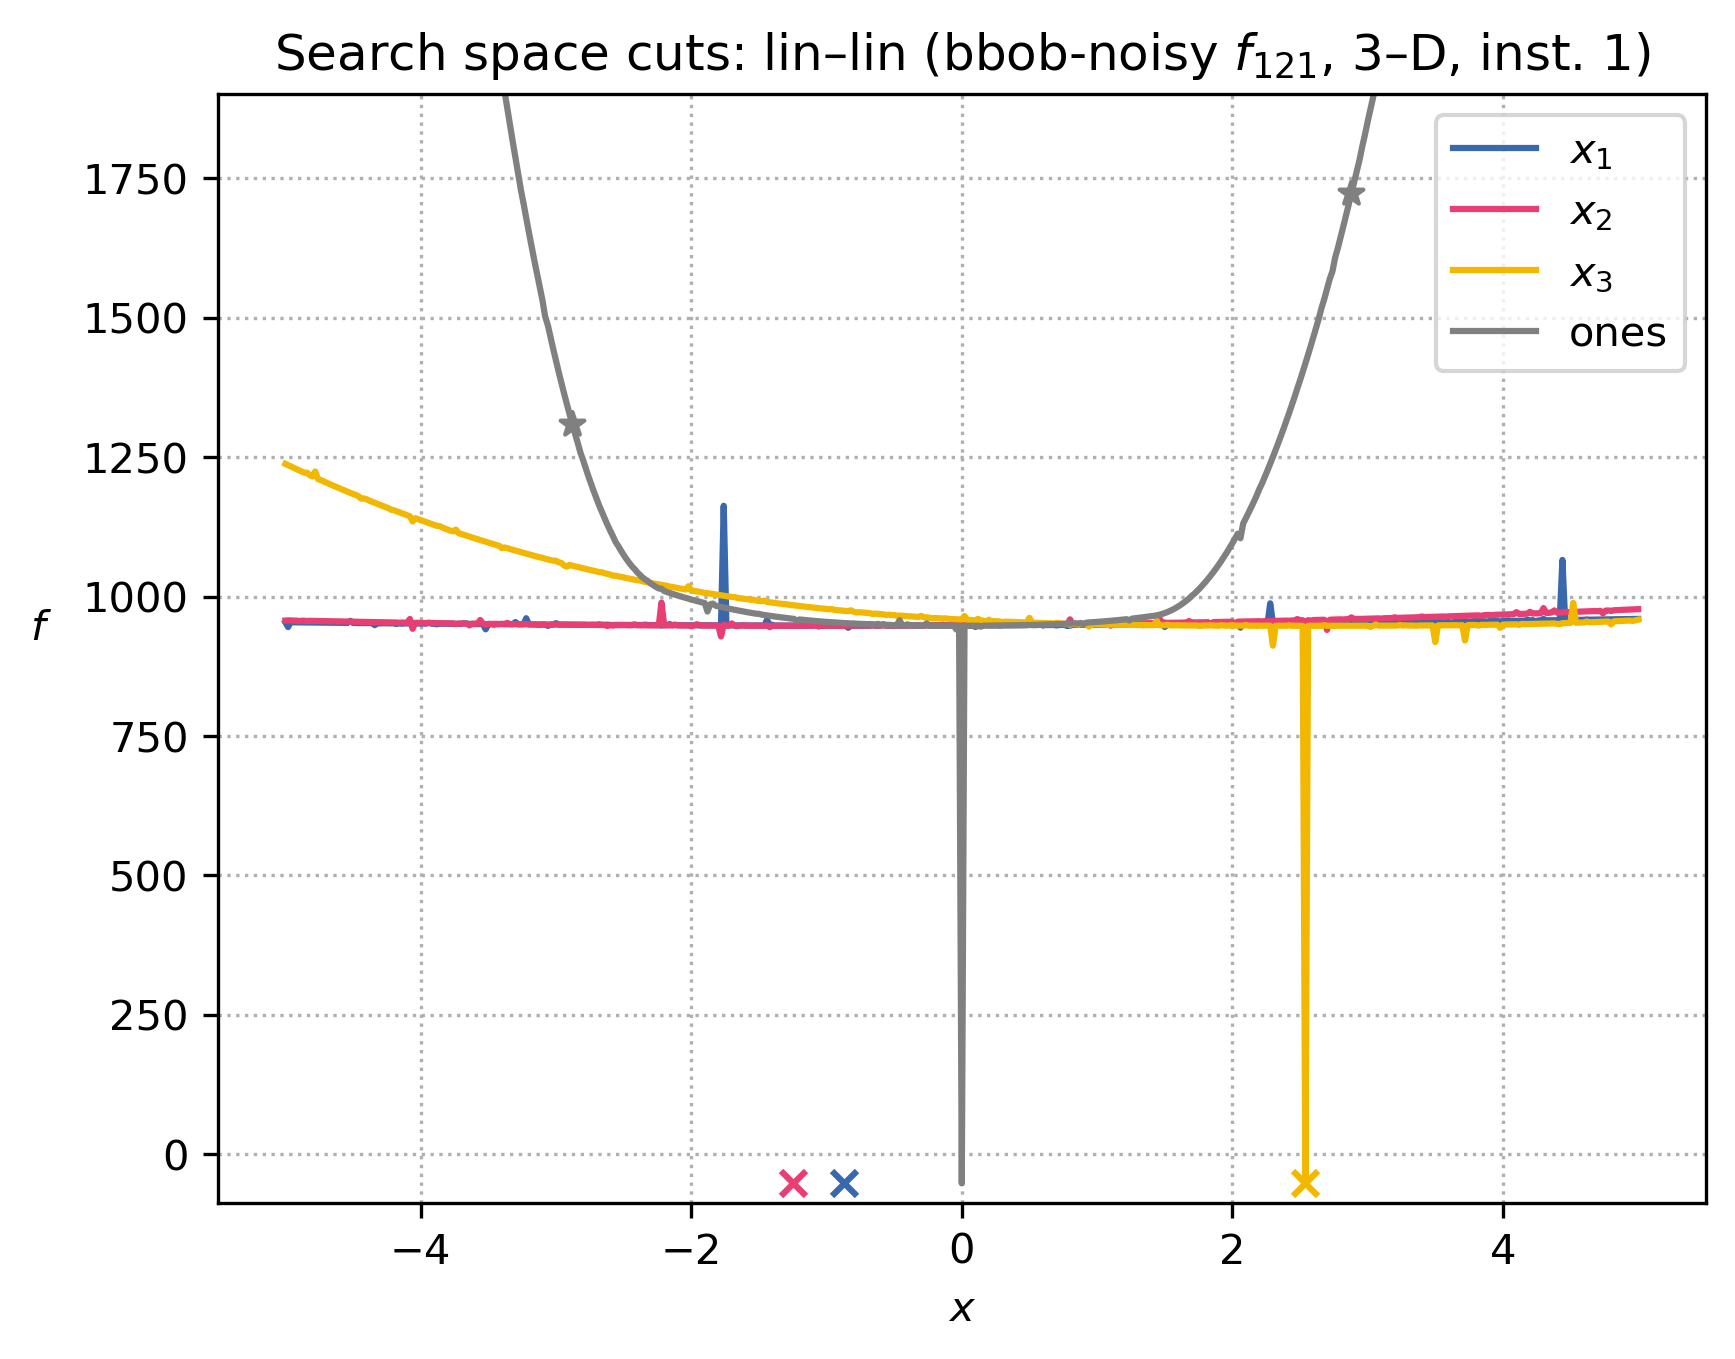 Search space cuts: lin–lin (bbob-noisy f₁₂₁, 3–D, inst. 1)
x₁
x₂
x₃
ones
1750
1500
1250
1000
750
500
250
0
f
−4 −2 0 2 4
x